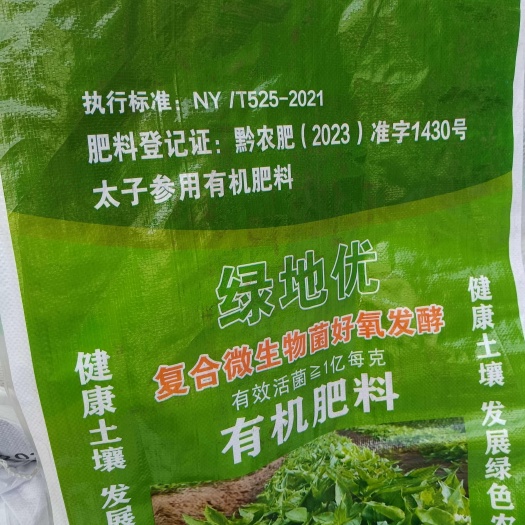 执行标准：NY /T525-2021
肥料登记证：黔农肥（2023）准字1430号
太子参用有机肥料
绿地优
复合微生物菌好氧发酵
有效活菌≧1亿每克
有机肥料
健康土壤 发展
健康土壤 发展绿色